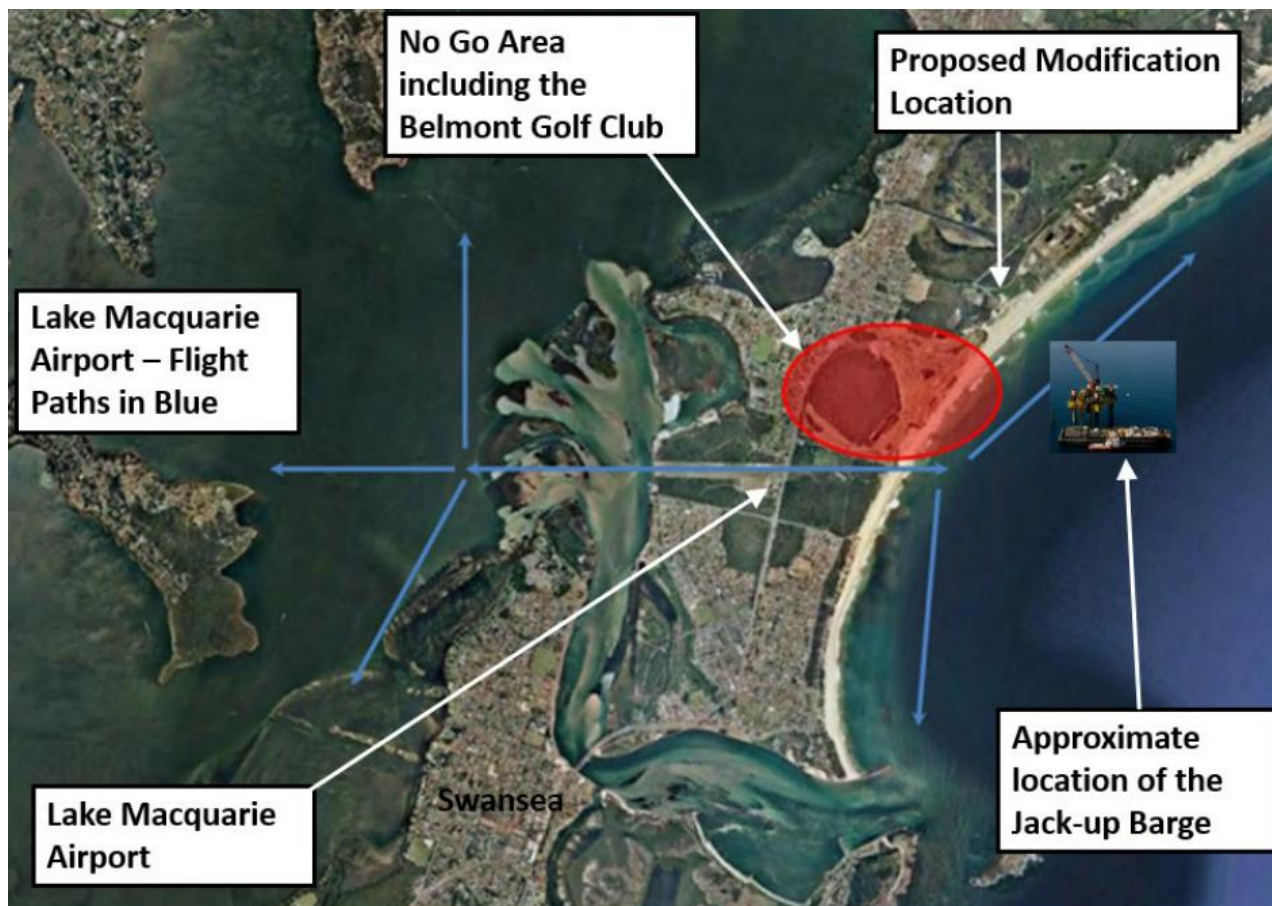 No Go Area
including the
Belmont Golf Club
Proposed Modification
Location
Lake Macquarie
Airport – Flight
Paths in Blue
Lake Macquarie
Airport
Swansea
Approximate
location of the
Jack-up Barge